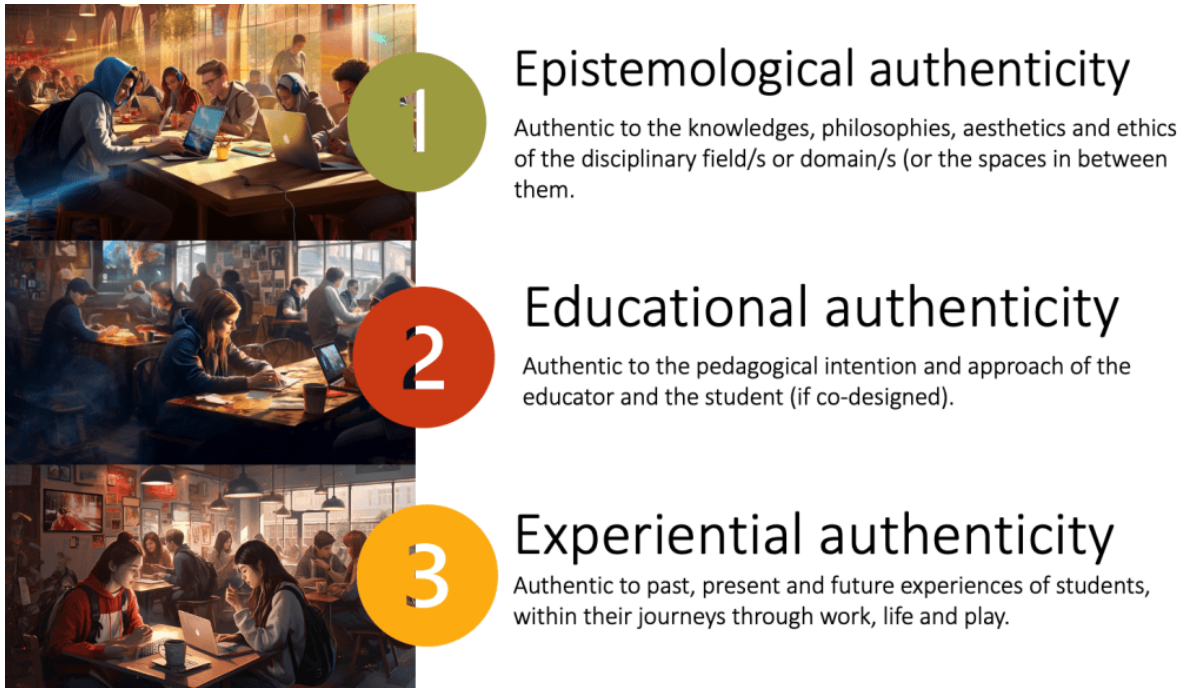 1
Epistemological authenticity
Authentic to the knowledges, philosophies, aesthetics and ethics
of the disciplinary field/s or domain/s (or the spaces in between
them.
2
Educational authenticity
Authentic to the pedagogical intention and approach of the
educator and the student (if co-designed).
3
Experiential authenticity
Authentic to past, present and future experiences of students,
within their journeys through work, life and play.